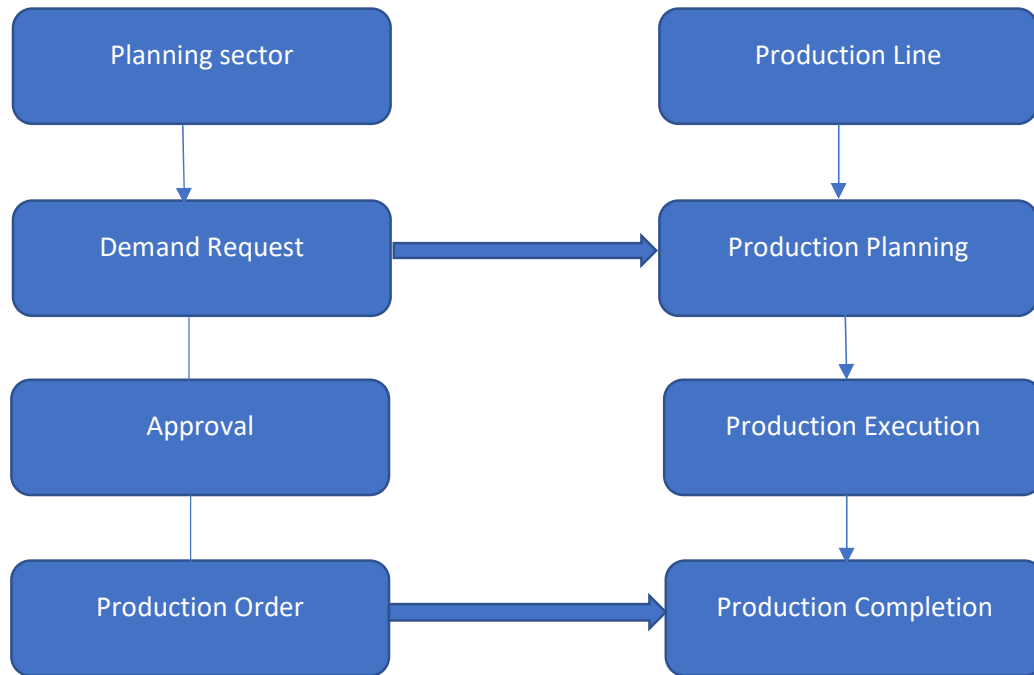 Planning sector
Production Line
Demand Request
Production Planning
Approval
Production Execution
Production Order
Production Completion